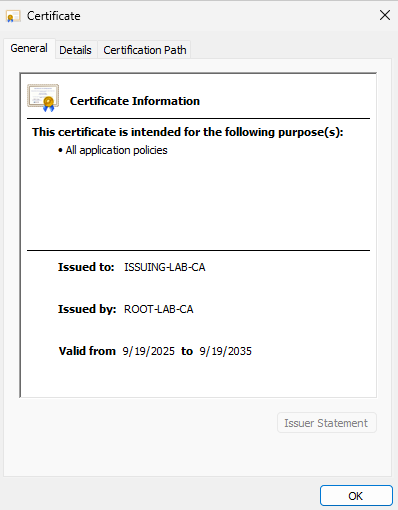 Certificate
General Details Certification Path
Certificate Information
This certificate is intended for the following purpose(s):
• All application policies
Issued to: ISSUING-LAB-CA
Issued by: ROOT-LAB-CA
Valid from 9/19/2025 to 9/19/2035
Issuer Statement
OK